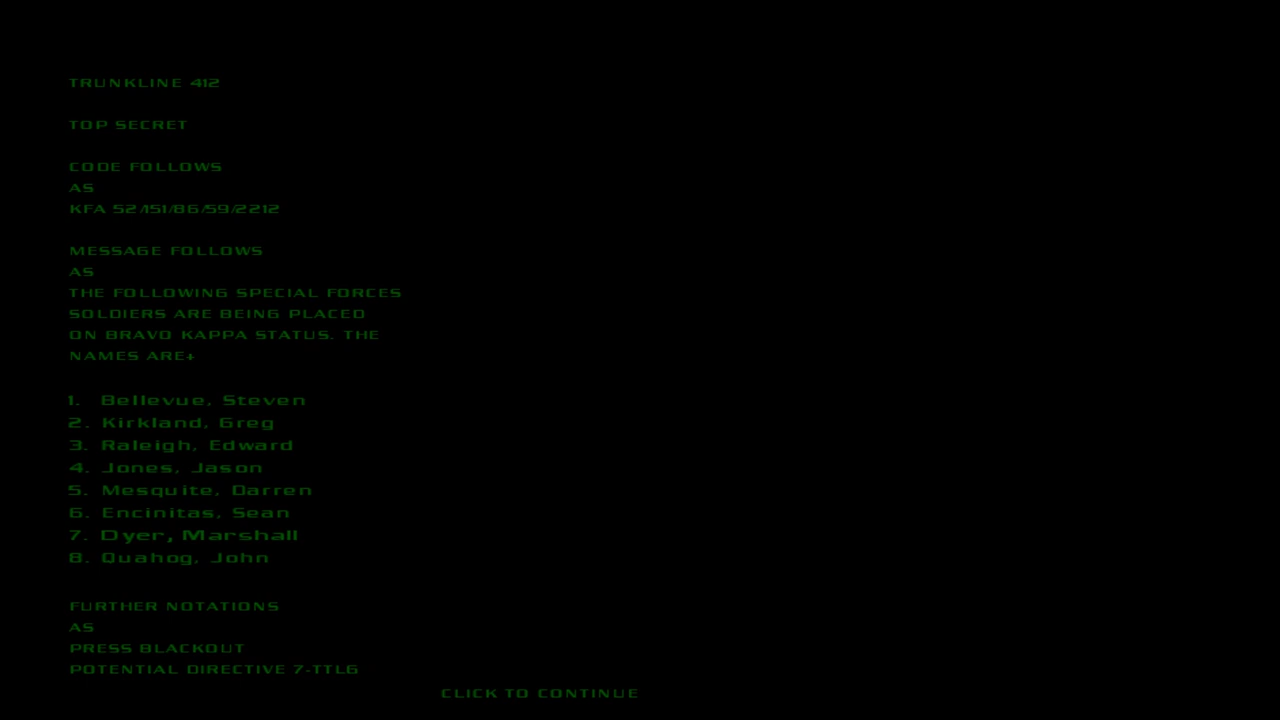 TRUNKLINE 412
TOP SECRET
CODE FOLLOWS
AS
KFA 52/151/86/59/2212
MESSAGE FOLLOWS
AS
THE FOLLOWING SPECIAL FORCES
SOLDIERS ARE BEING PLACED
ON BRAVO KAPPA STATUS. THE
NAMES ARE+
1. Bellevue, Steven
2. Kirkland, Greg
3. Raleigh, Edward
4. Jones, Jason
5. Mesquite, Darren
6. Encinitas, Sean
7. Dyer, Marshall
8. Quahog, John
FURTHER NOTATIONS
AS
PRESS BLACKOUT
POTENTIAL DIRECTIVE 7-TTL6
CLICK TO CONTINUE